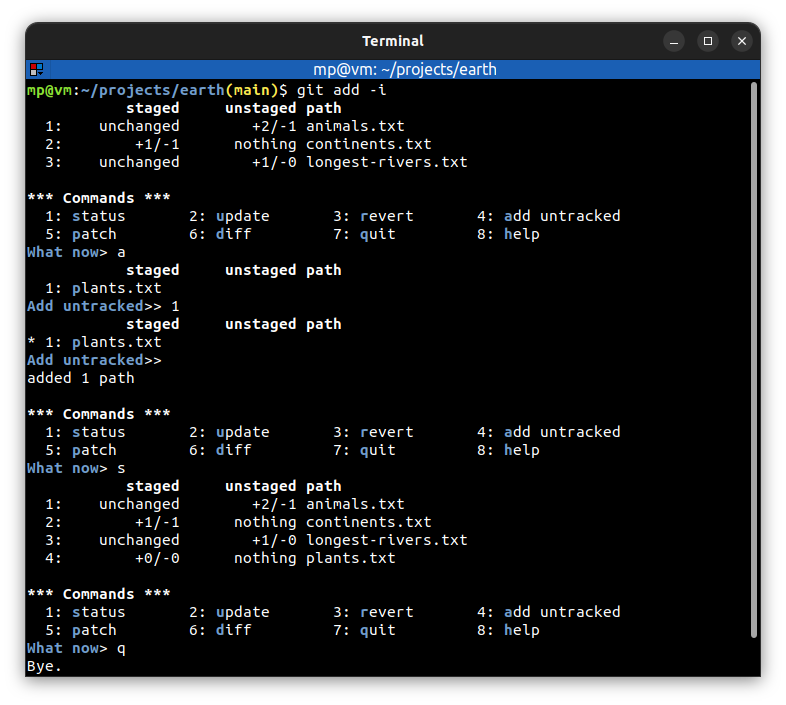 Terminal
mp@vm: ~/projects/earth
mp@vm:~/projects/earth(main)$ git add -i
           staged     unstaged path
  1:    unchanged        +2/-1 animals.txt
  2:        +1/-1      nothing continents.txt
  3:    unchanged        +1/-0 longest-rivers.txt

*** Commands ***
  1: status       2: update       3: revert       4: add untracked
  5: patch        6: diff         7: quit         8: help
What now> a
           staged     unstaged path
  1: plants.txt
Add untracked>> 1
           staged     unstaged path
* 1: plants.txt
Add untracked>>
added 1 path

*** Commands ***
  1: status       2: update       3: revert       4: add untracked
  5: patch        6: diff         7: quit         8: help
What now> s
           staged     unstaged path
  1:    unchanged        +2/-1 animals.txt
  2:        +1/-1      nothing continents.txt
  3:    unchanged        +1/-0 longest-rivers.txt
  4:        +0/-0      nothing plants.txt

*** Commands ***
  1: status       2: update       3: revert       4: add untracked
  5: patch        6: diff         7: quit         8: help
What now> q
Bye.